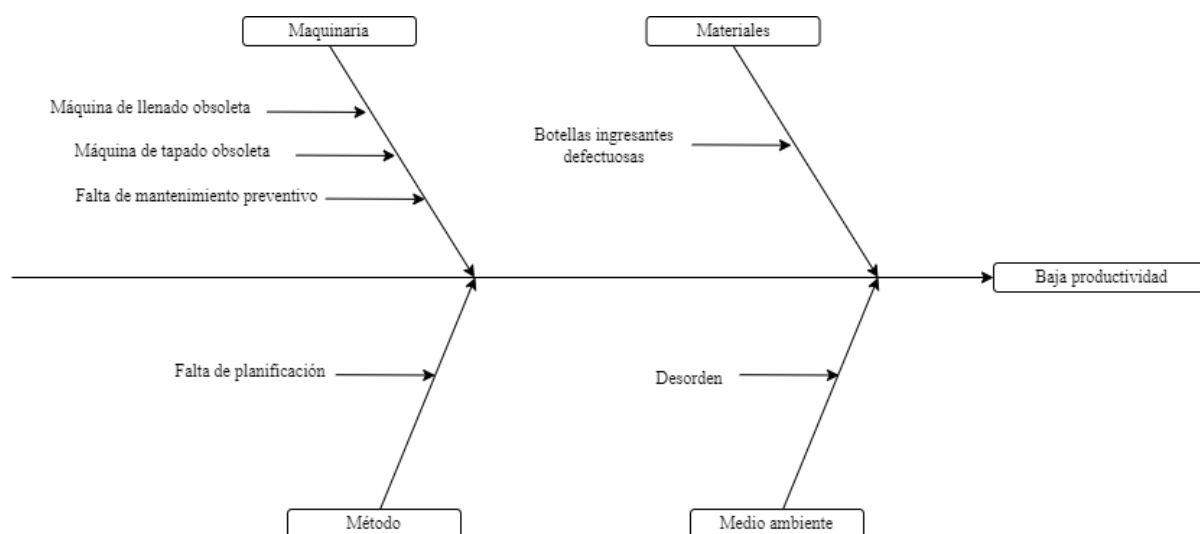 Maquinaria
Materiales
Máquina de llenado obsoleta
Botellas ingresantes
defectuosas
Máquina de tapado obsoleta
Falta de mantenimiento preventivo
Baja productividad
Falta de planificación
Desorden
Método
Medio ambiente